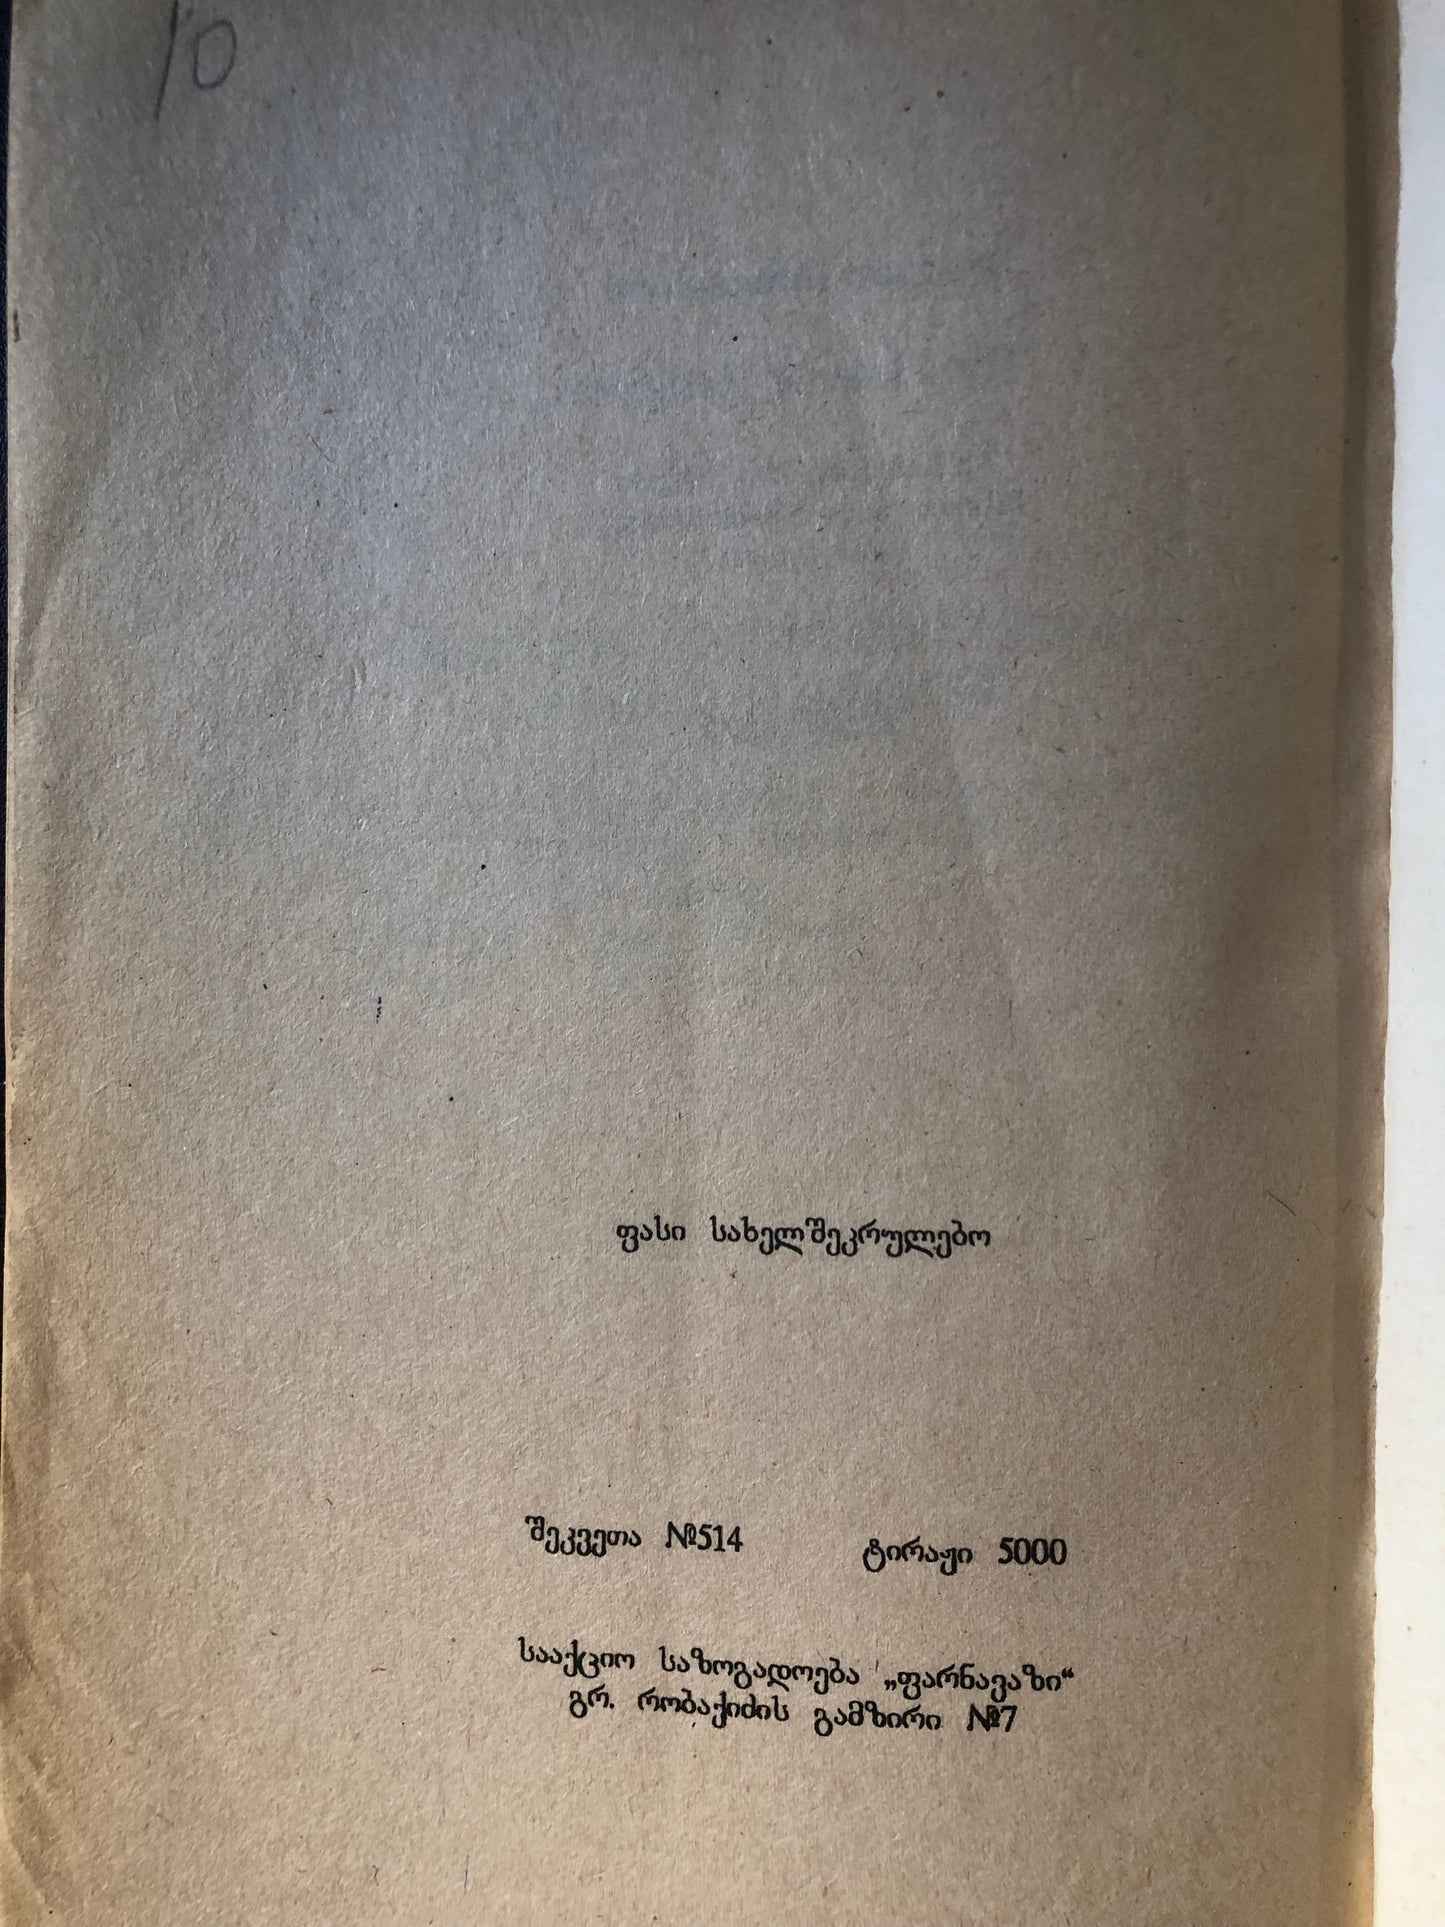 10
ფასი სახელშეკრულებო
შეკვეთა №514 ტირაჟი 5000
სააქციო საზოგადოება „ფარნავაზი“
გრ. რობაქიძის გამზირი №7